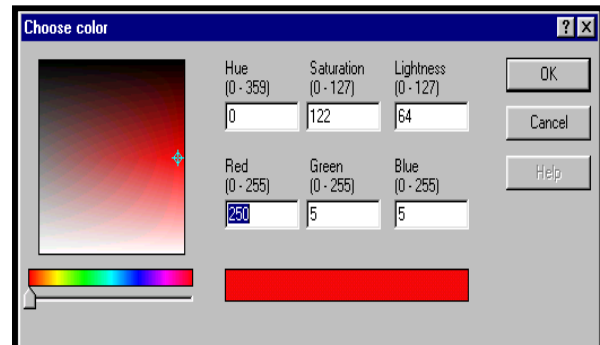 Choose color
Hue
(0 - 359)
0
Saturation
(0 - 127)
122
Lightness
(0 - 127)
64
Red
(0 - 255)
250
Green
(0 - 255)
5
Blue
(0 - 255)
5
OK
Cancel
Help